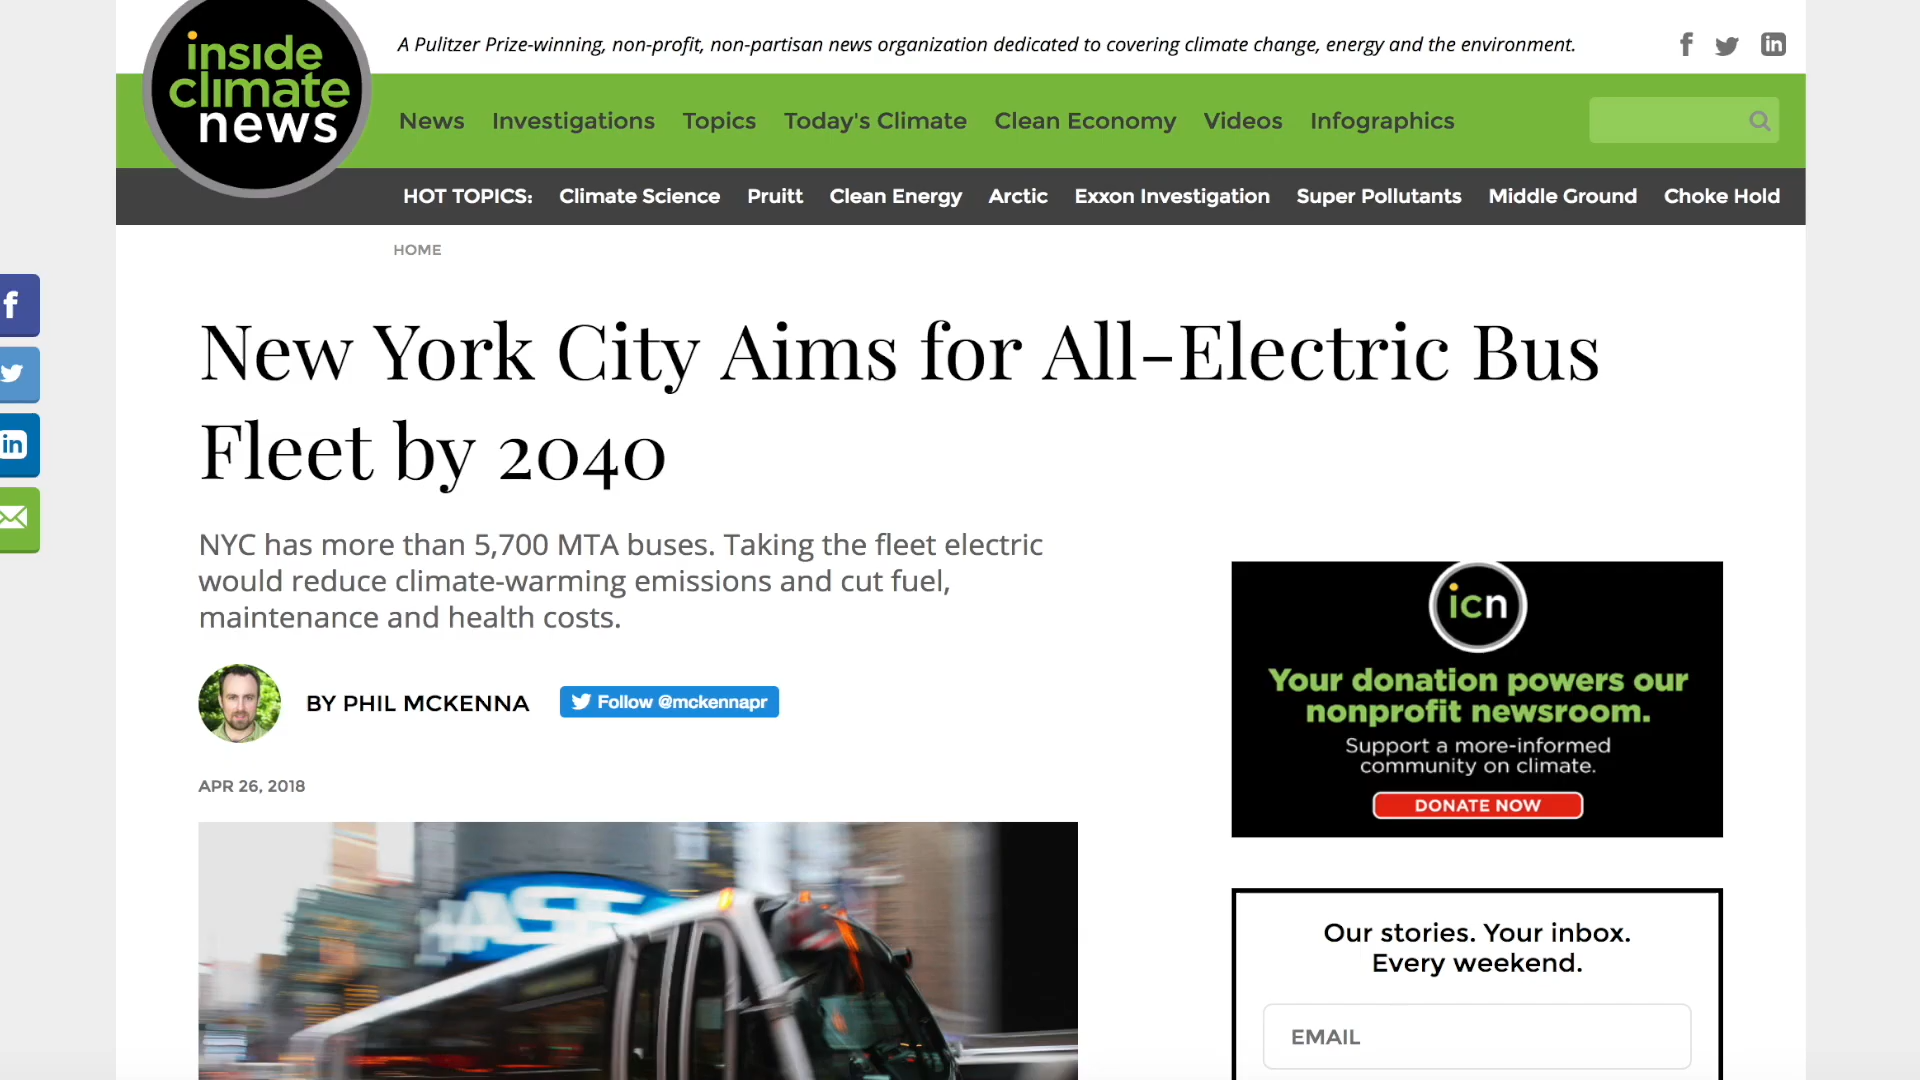 inside
climate
news
A Pulitzer Prize-winning, non-profit, non-partisan news organization dedicated to covering climate change, energy and the environment.
f
in
News Investigations Topics Today's Climate Clean Economy Videos Infographics
HOT TOPICS: Climate Science Pruitt Clean Energy Arctic Exxon Investigation Super Pollutants Middle Ground Choke Hold
HOME
f
in
New York City Aims for All-Electric Bus
Fleet by 2040
NYC has more than 5,700 MTA buses. Taking the fleet electric
would reduce climate-warming emissions and cut fuel,
maintenance and health costs.
BY PHIL MCKENNA
Follow @mckennapr
APR 26, 2018
icn
Your donation powers our
nonprofit newsroom.
Support a more-informed
community on climate.
DONATE NOW
Our stories. Your inbox.
Every weekend.
EMAIL